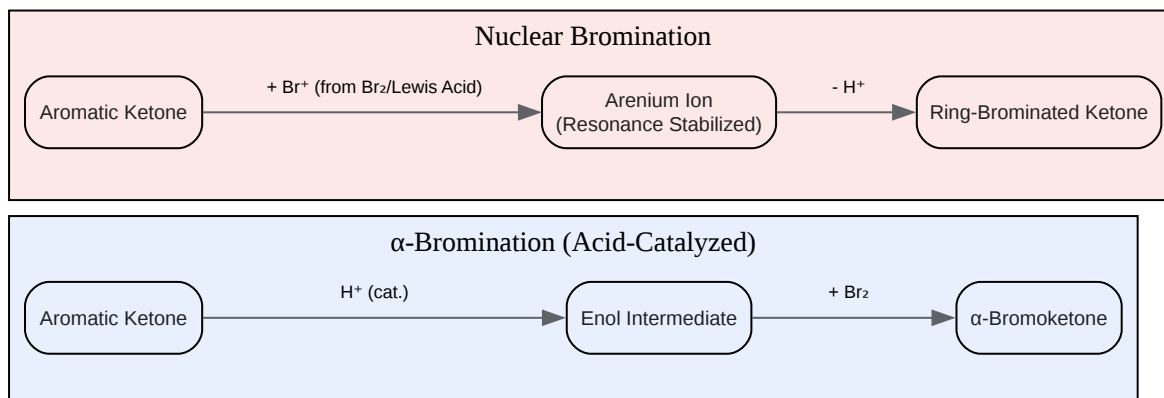 Nuclear Bromination
Aromatic Ketone
+ Br⁺ (from Br₂/Lewis Acid)
Arenium Ion
(Resonance Stabilized)
- H⁺
Ring-Brominated Ketone
α-Bromination (Acid-Catalyzed)
Aromatic Ketone
H⁺ (cat.)
Enol Intermediate
+ Br₂
α-Bromoketone